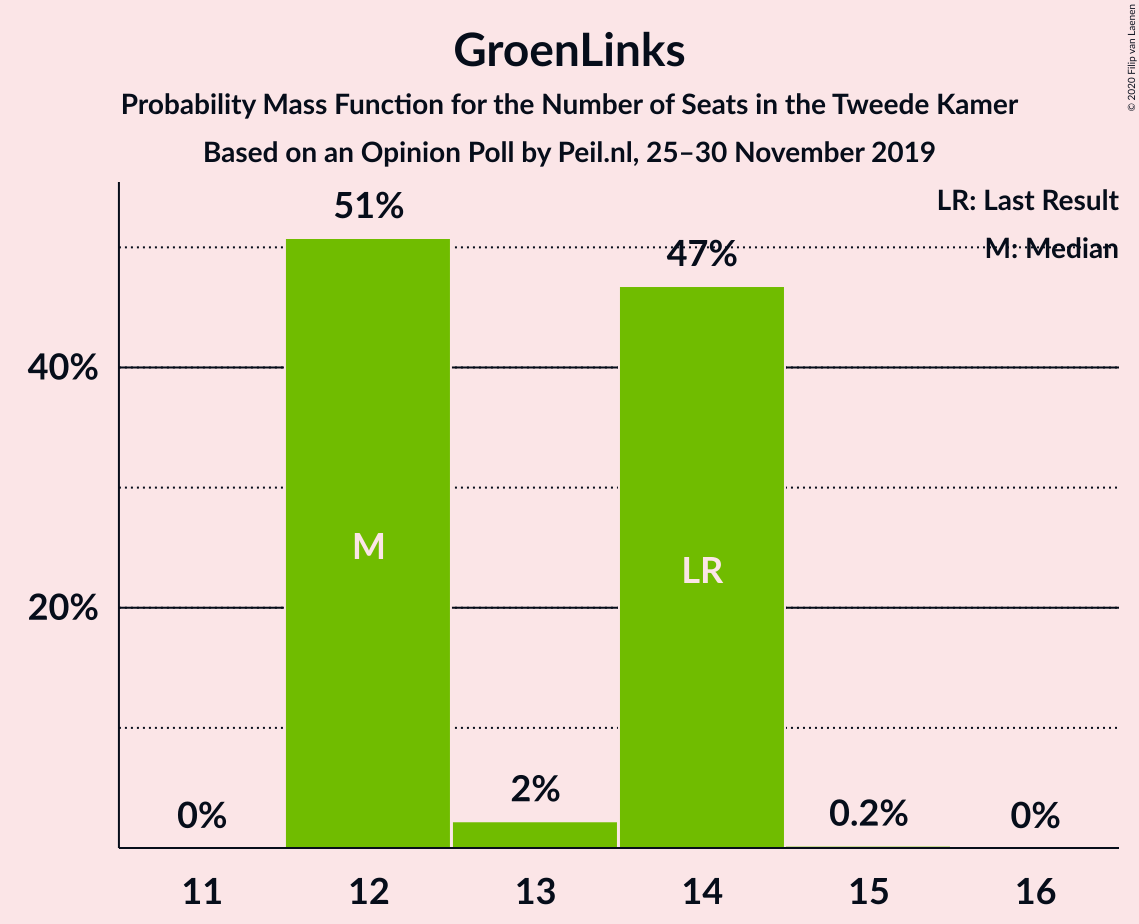 GroenLinks
Probability Mass Function for the Number of Seats in the Tweede Kamer
Based on an Opinion Poll by Peil.nl, 25–30 November 2019
© 2020 Filip van Laenen
LR: Last Result
M: Median
51%
47%
40%
20%
M
LR
0%
2%
0.2%
0%
11 12 13 14 15 16